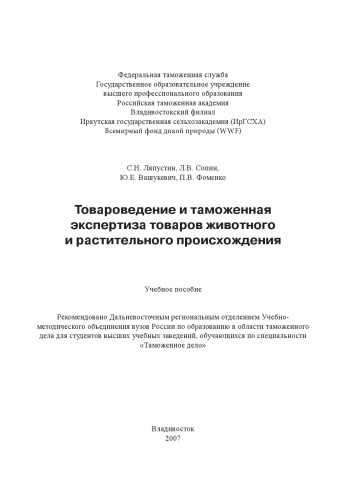 Федеральная таможенная служба
Государственное образовательное учреждение
высшего профессионального образования
Российская таможенная академия
Владивостокский филиал
Иркутская государственная сельхозакадемия (ИрГСХА)
Всемирный фонд дикой природы (WWF)
С.Н. Ляпустин, Л.В. Сопин,
Ю.Е. Вашукевич, П.В. Фоменко
Товароведение и таможенная
экспертиза товаров животного
и растительного происхождения
Учебное пособие
Рекомендовано Дальневосточным региональным отделением Учебно-
методического объединения вузов России по образованию в области таможенного
дела для студентов высших учебных заведений, обучающихся по специальности
«Таможенное дело»
Владивосток
2007